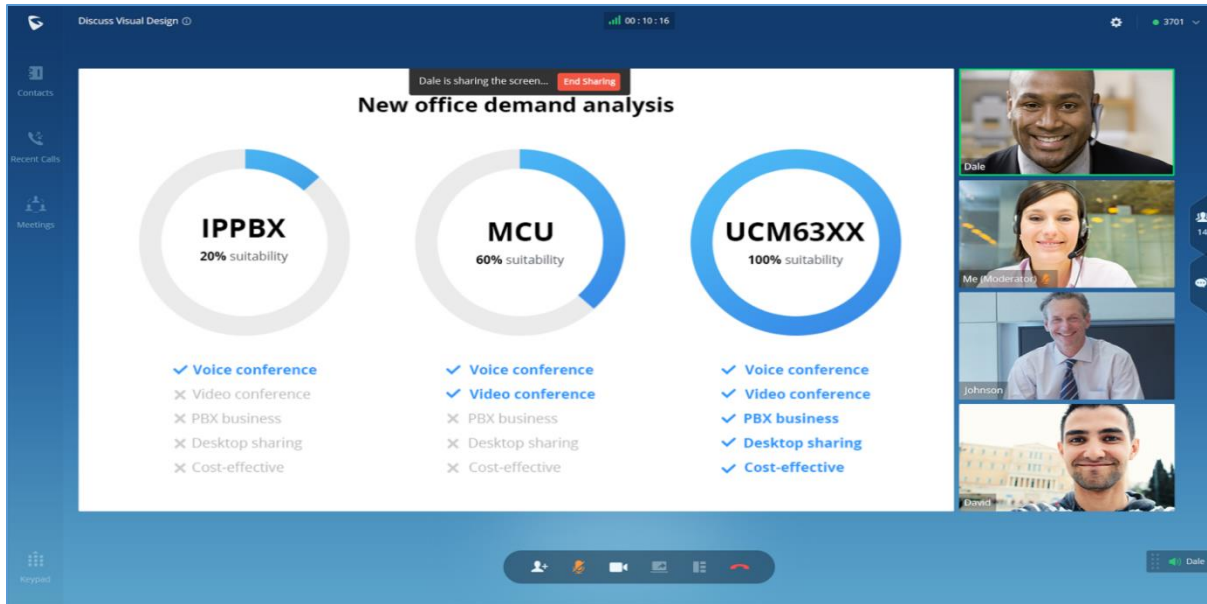 Discuss Visual Design
00:10:16
3701
Contacts
Recent Calls
Meetings
Keypad
Dale is sharing the screen... End Sharing
New office demand analysis
IPPBX
20% suitability
Voice conference
Video conference
PBX business
Desktop sharing
Cost-effective
MCU
60% suitability
Voice conference
Video conference
PBX business
Desktop sharing
Cost-effective
UCM63XX
100% suitability
Voice conference
Video conference
PBX business
Desktop sharing
Cost-effective
Dale
Me (Moderator)
Johnson
David
14
Dale